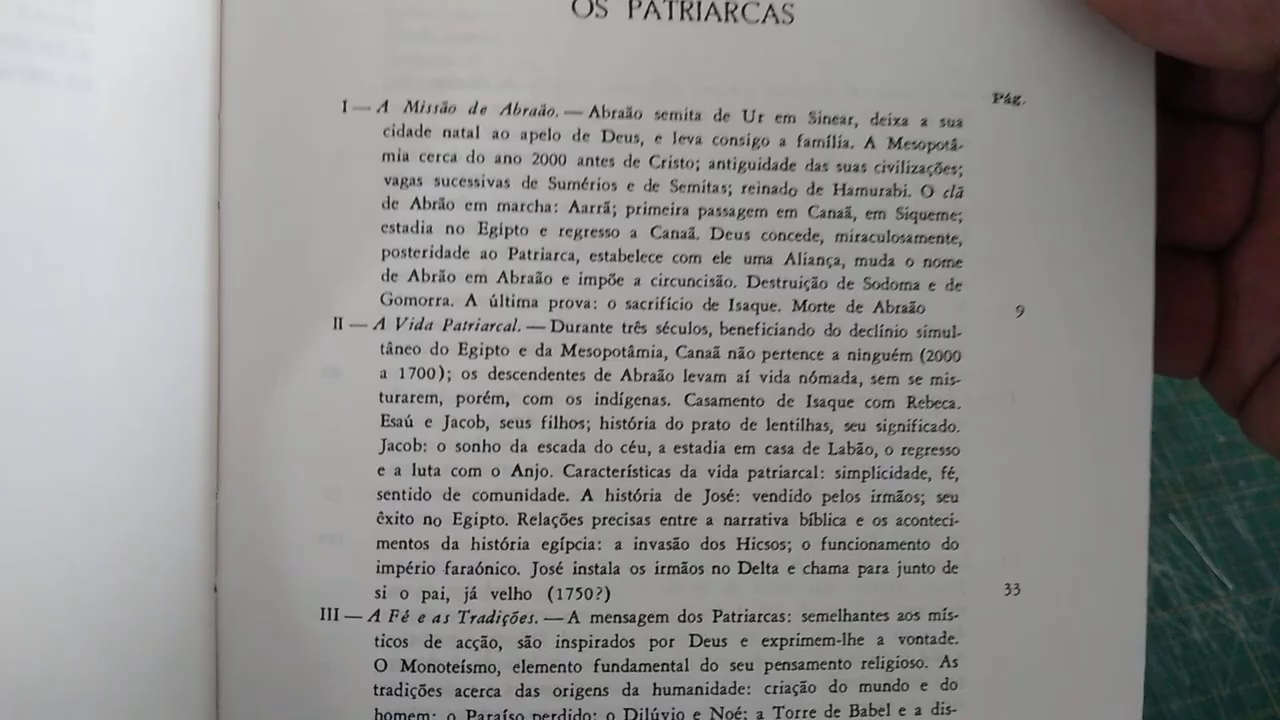 OS PATRIARCAS
Pág.
I — A Missão de Abraão. — Abraão semita de Ur em Sinear, deixa a sua
cidade natal ao apelo de Deus, e leva consigo a família. A Mesopotâ-
mia cerca do ano 2000 antes de Cristo; antiguidade das suas civilizações;
vagas sucessivas de Sumérios e de Semitas; reinado de Hamurabi. O clã
de Abrão em marcha: Aarrã; primeira passagem em Canaã, em Siqueme;
estadia no Egipto e regresso a Canaã. Deus concede, miraculosamente,
posteridade ao Patriarca, estabelece com ele uma Aliança, muda o nome
de Abrão em Abraão e impõe a circuncisão. Destruição de Sodoma e de
Gomorra. A última prova: o sacrifício de Isaque. Morte de Abraão 9
II — A Vida Patriarcal. — Durante três séculos, beneficiando do declínio simul-
tâneo do Egipto e da Mesopotâmia, Canaã não pertence a ninguém (2000
a 1700); os descendentes de Abraão levam aí vida nómada, sem se mis-
turarem, porém, com os indígenas. Casamento de Isaque com Rebeca.
Esaú e Jacob, seus filhos; história do prato de lentilhas, seu significado.
Jacob: o sonho da escada do céu, a estadia em casa de Labão, o regresso
e a luta com o Anjo. Características da vida patriarcal: simplicidade, fé,
sentido de comunidade. A história de José: vendido pelos irmãos; seu
êxito no Egipto. Relações precisas entre a narrativa bíblica e os aconteci-
mentos da história egípcia: a invasão dos Hicsos; o funcionamento do
império faraónico. José instala os irmãos no Delta e chama para junto de
si o pai, já velho (1750?) 33
III — A Fé e as Tradições. — A mensagem dos Patriarcas: semelhantes aos mís-
ticos de acção, são inspirados por Deus e exprimem-lhe a vontade.
O Monoteísmo, elemento fundamental do seu pensamento religioso. As
tradições acerca das origens da humanidade: criação do mundo e do
homem; o Paraíso perdido; o Dilúvio e Noé; a Torre de Babel e a dis-